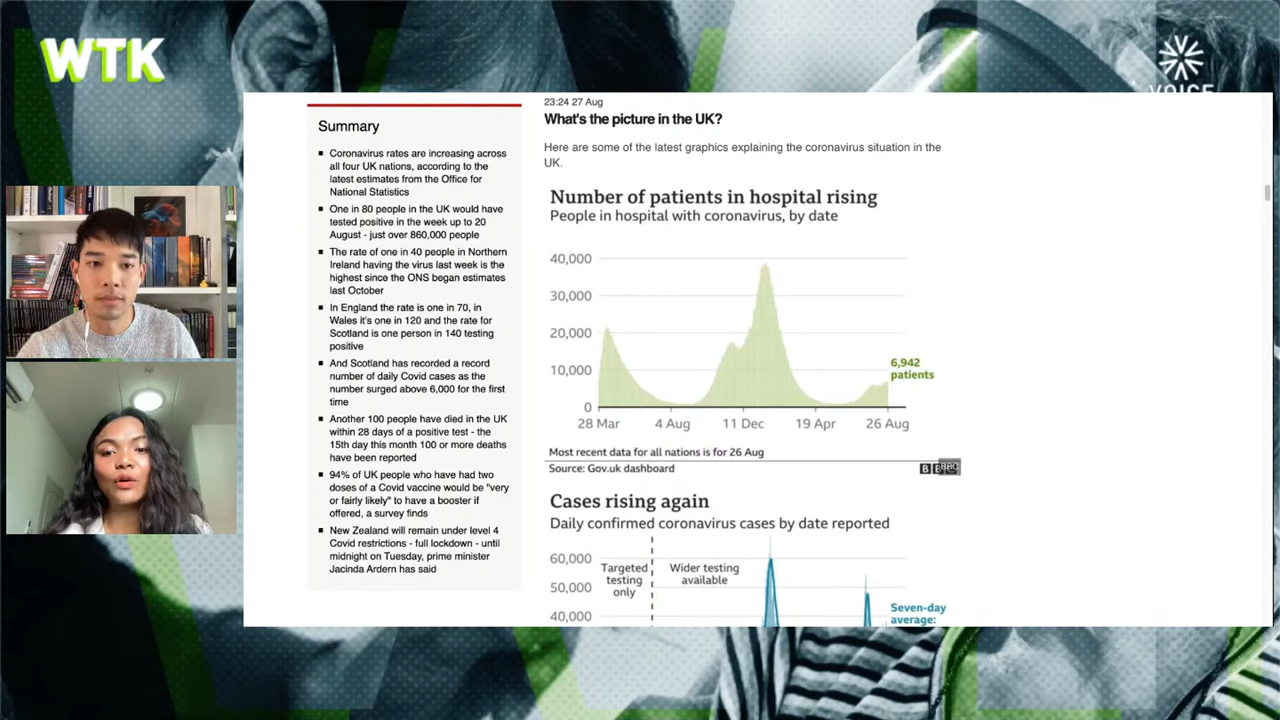 WTK
VOICE
Summary
Coronavirus rates are increasing across
all four UK nations, according to the
latest estimates from the Office for
National Statistics
One in 80 people in the UK would have
tested positive in the week up to 20
August - just over 860,000 people
The rate of one in 40 people in Northern
Ireland having the virus last week is the
highest since the ONS began estimates
last October
In England the rate is one in 70, in
Wales it's one in 120 and the rate for
Scotland is one person in 140 testing
positive
And Scotland has recorded a record
number of daily Covid cases as the
number surged above 6,000 for the first
time
Another 100 people have died in the UK
within 28 days of a positive test - the
15th day this month 100 or more deaths
have been reported
94% of UK people who have had two
doses of a Covid vaccine would be "very
or fairly likely" to have a booster if
offered, a survey finds
New Zealand will remain under level 4
Covid restrictions - full lockdown - until
midnight on Tuesday, prime minister
Jacinda Ardern has said
23:24 27 Aug
What's the picture in the UK?
Here are some of the latest graphics explaining the coronavirus situation in the
UK.
Number of patients in hospital rising
People in hospital with coronavirus, by date
40,000
30,000
20,000
10,000
0
6,942
patients
28 Mar 4 Aug 11 Dec 19 Apr 26 Aug
Most recent data for all nations is for 26 Aug
Source: Gov.uk dashboard
BBC
Cases rising again
Daily confirmed coronavirus cases by date reported
60,000
50,000
40,000
Targeted
testing
only
Wider testing
available
Seven-day
average: